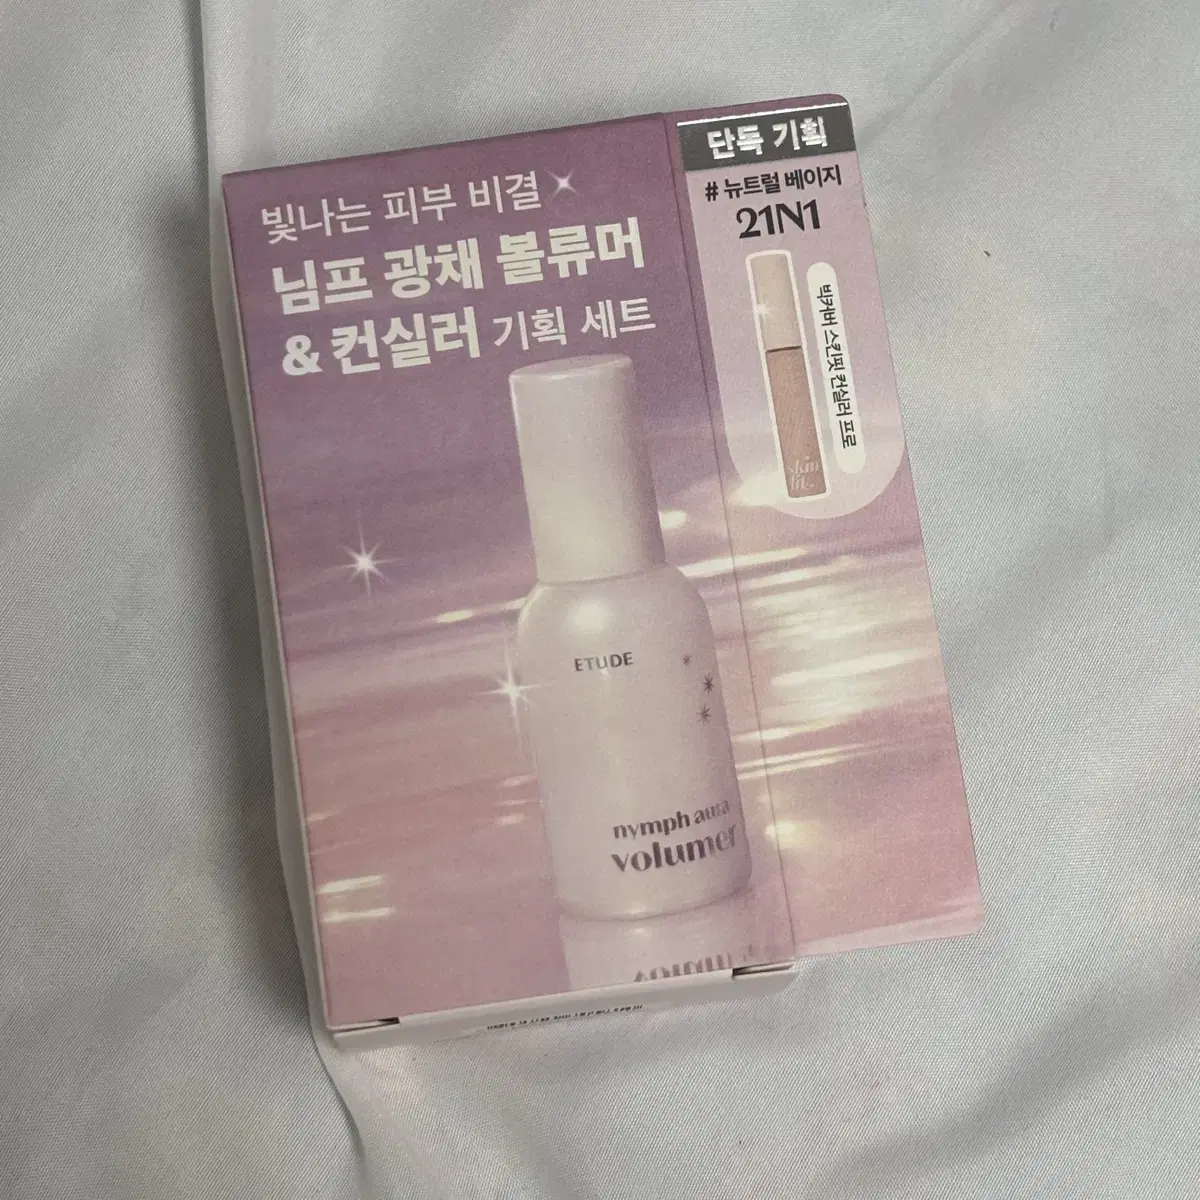 빛나는 피부 비결
님프 광채 볼류머
& 컨실러 기획 세트
단독 기획
# 뉴트럴 베이지
21N1
빅커버 스킨핏 컨실러 프로
skin
fit
ETUDE
nymph aura
volumer